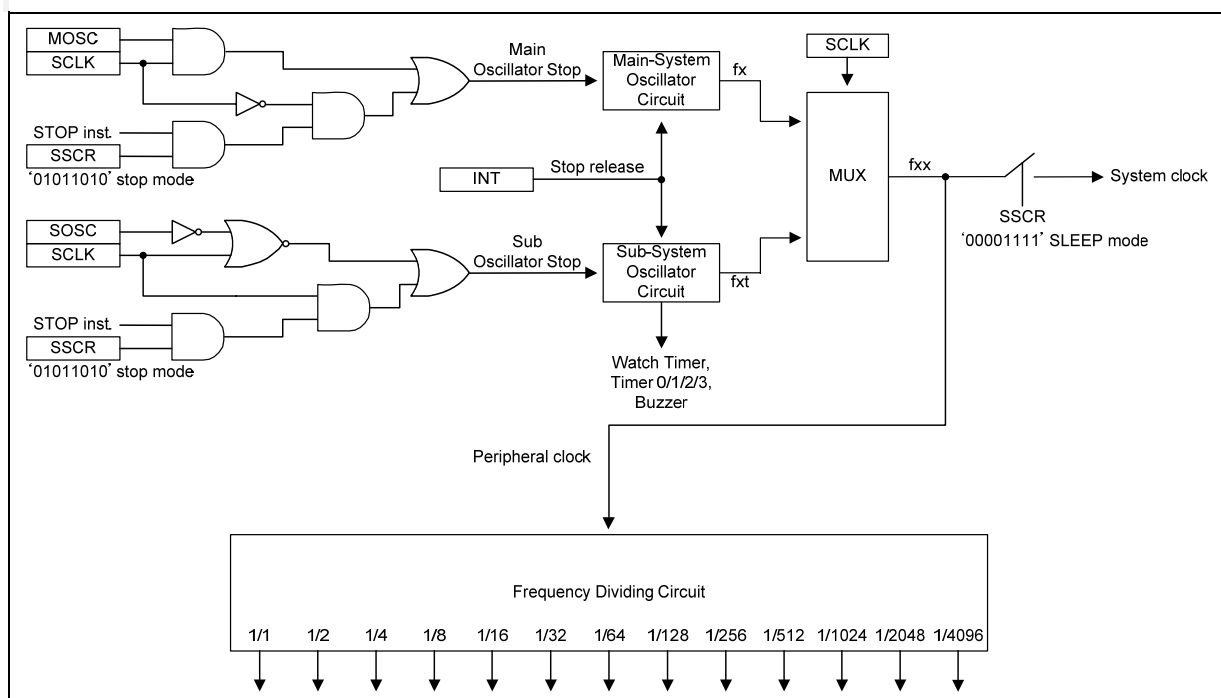 MOSC
SCLK
STOP inst.
SSCR
‘01011010’ stop mode
Main
Oscillator Stop
Main-System
Oscillator
Circuit
fx
SCLK
MUX
fxx
System clock
SSCR
‘00001111’ SLEEP mode
INT
Stop release
SOSC
SCLK
STOP inst.
SSCR
‘01011010’ stop mode
Sub
Oscillator Stop
Sub-System
Oscillator
Circuit
fxt
Watch Timer,
Timer 0/1/2/3,
Buzzer
Peripheral clock
Frequency Dividing Circuit
1/1 1/2 1/4 1/8 1/16 1/32 1/64 1/128 1/256 1/512 1/1024 1/2048 1/4096